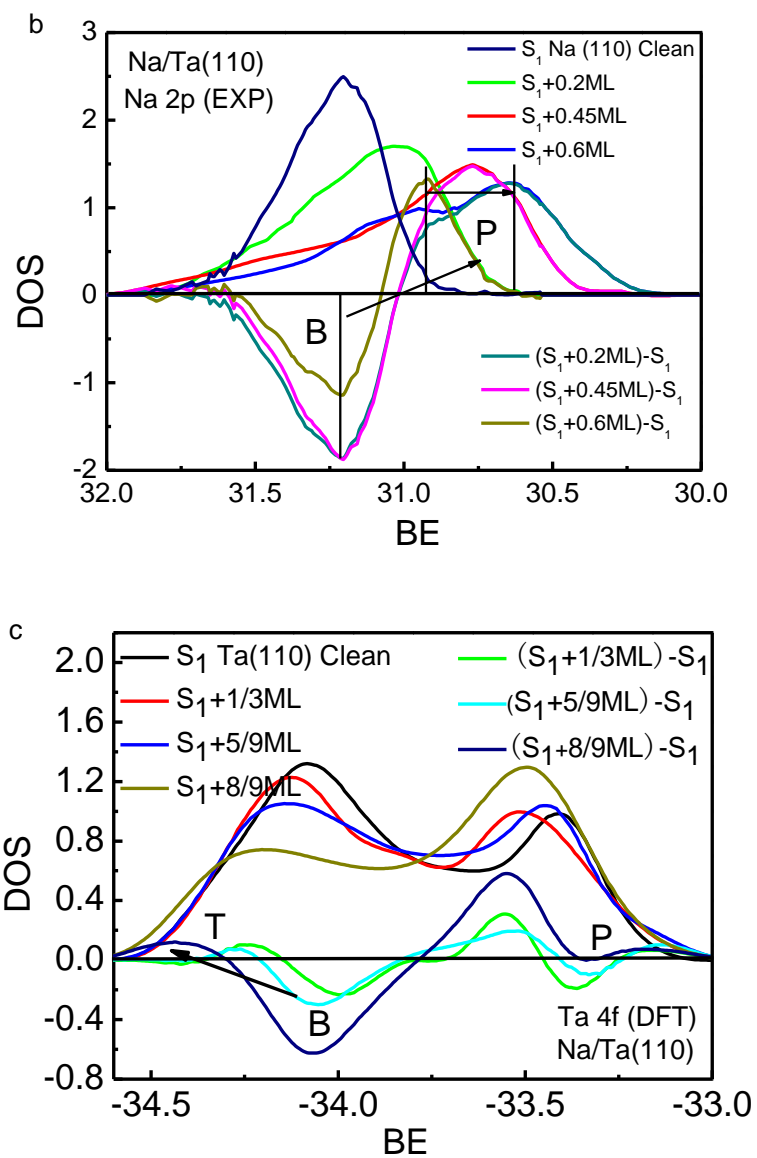 b
3
2
1
0
-1
-2
DOS
Na/Ta(110)
Na 2p (EXP)
S1 Na (110) Clean
S1+0.2ML
S1+0.45ML
S1+0.6ML
P
B
(S1+0.2ML)-S1
(S1+0.45ML)-S1
(S1+0.6ML)-S1
32.0 31.5 31.0 30.5 30.0
BE
c
2.0
1.6
1.2
0.8
0.4
0.0
-0.4
-0.8
DOS
S1 Ta(110) Clean
S1+1/3ML
S1+5/9ML
S1+8/9ML
(S1+1/3ML)-S1
(S1+5/9ML)-S1
(S1+8/9ML)-S1
T
P
B
Ta 4f (DFT)
Na/Ta(110)
-34.5 -34.0 -33.5 -33.0
BE